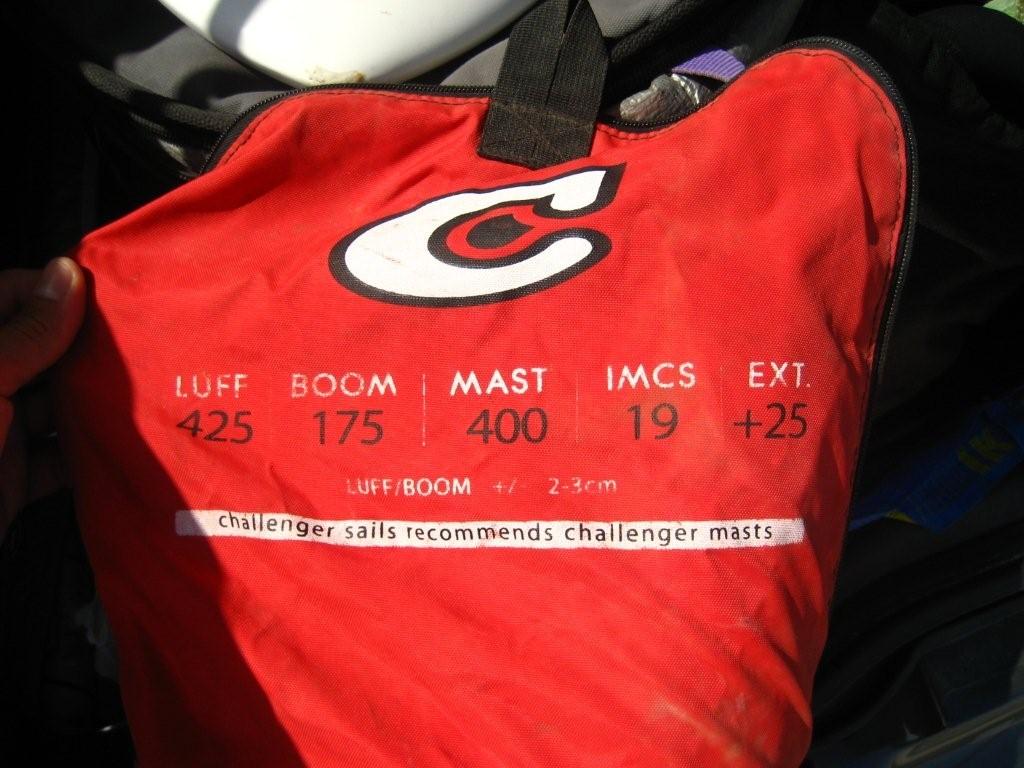 LUFF BOOM MAST IMCS EXT.
425 175 400 19 +25
LUFF/BOOM +/- 2-3cm
challenger sails recommends challenger masts